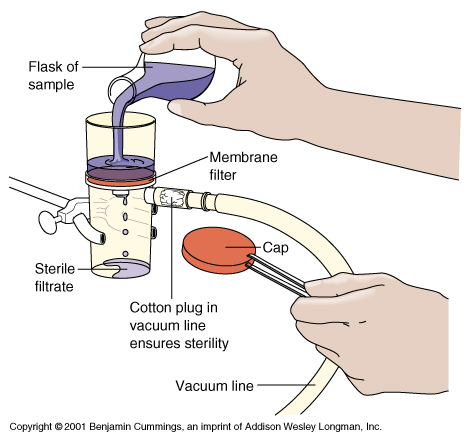 Flask of
sample
Membrane
filter
Cap
Sterile
filtrate
Cotton plug in
vacuum line
ensures sterility
Vacuum line
Copyright © 2001 Benjamin Cummings, an imprint of Addison Wesley Longman, Inc.